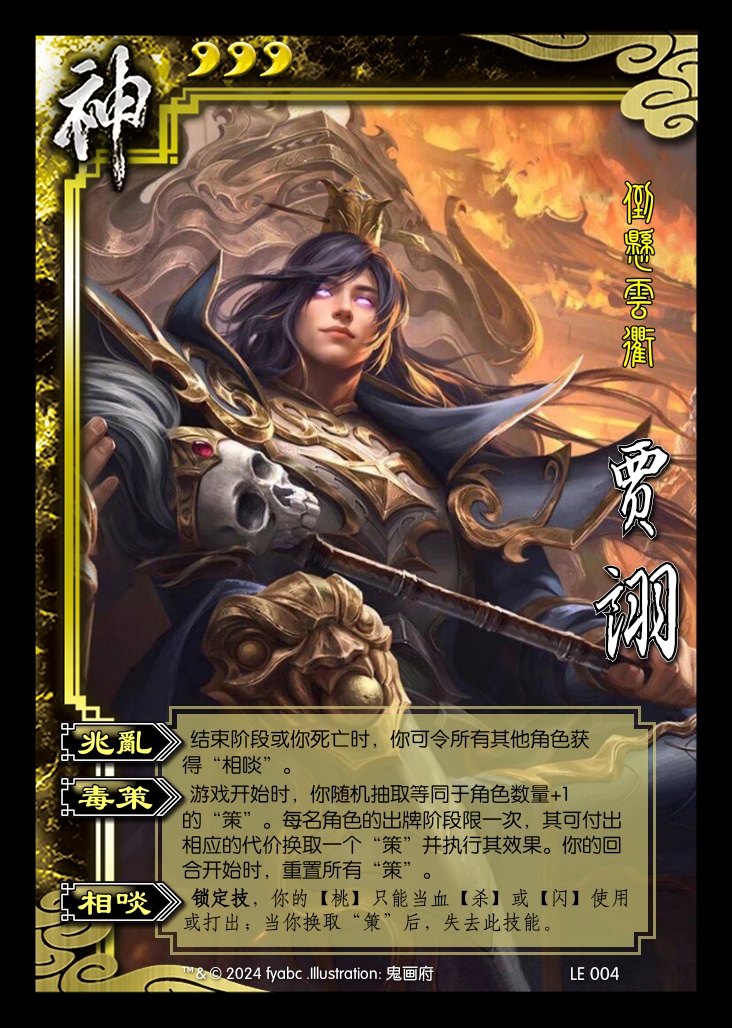 神
倒懸雲衢
賈詡
兆亂
结束阶段或你死亡时，你可令所有其他角色获
得“相啖”。
毒策
游戏开始时，你随机抽取等同于角色数量+1
的“策”。每名角色的出牌阶段限一次，其可付出
相应的代价换取一个“策”并执行其效果。你的回
合开始时，重置所有“策”。
相啖
锁定技，你的【桃】只能当血【杀】或【闪】使用
或打出；当你换取“策”后，失去此技能。
™& © 2024 fyabc .Illustration: 鬼画府
LE 004